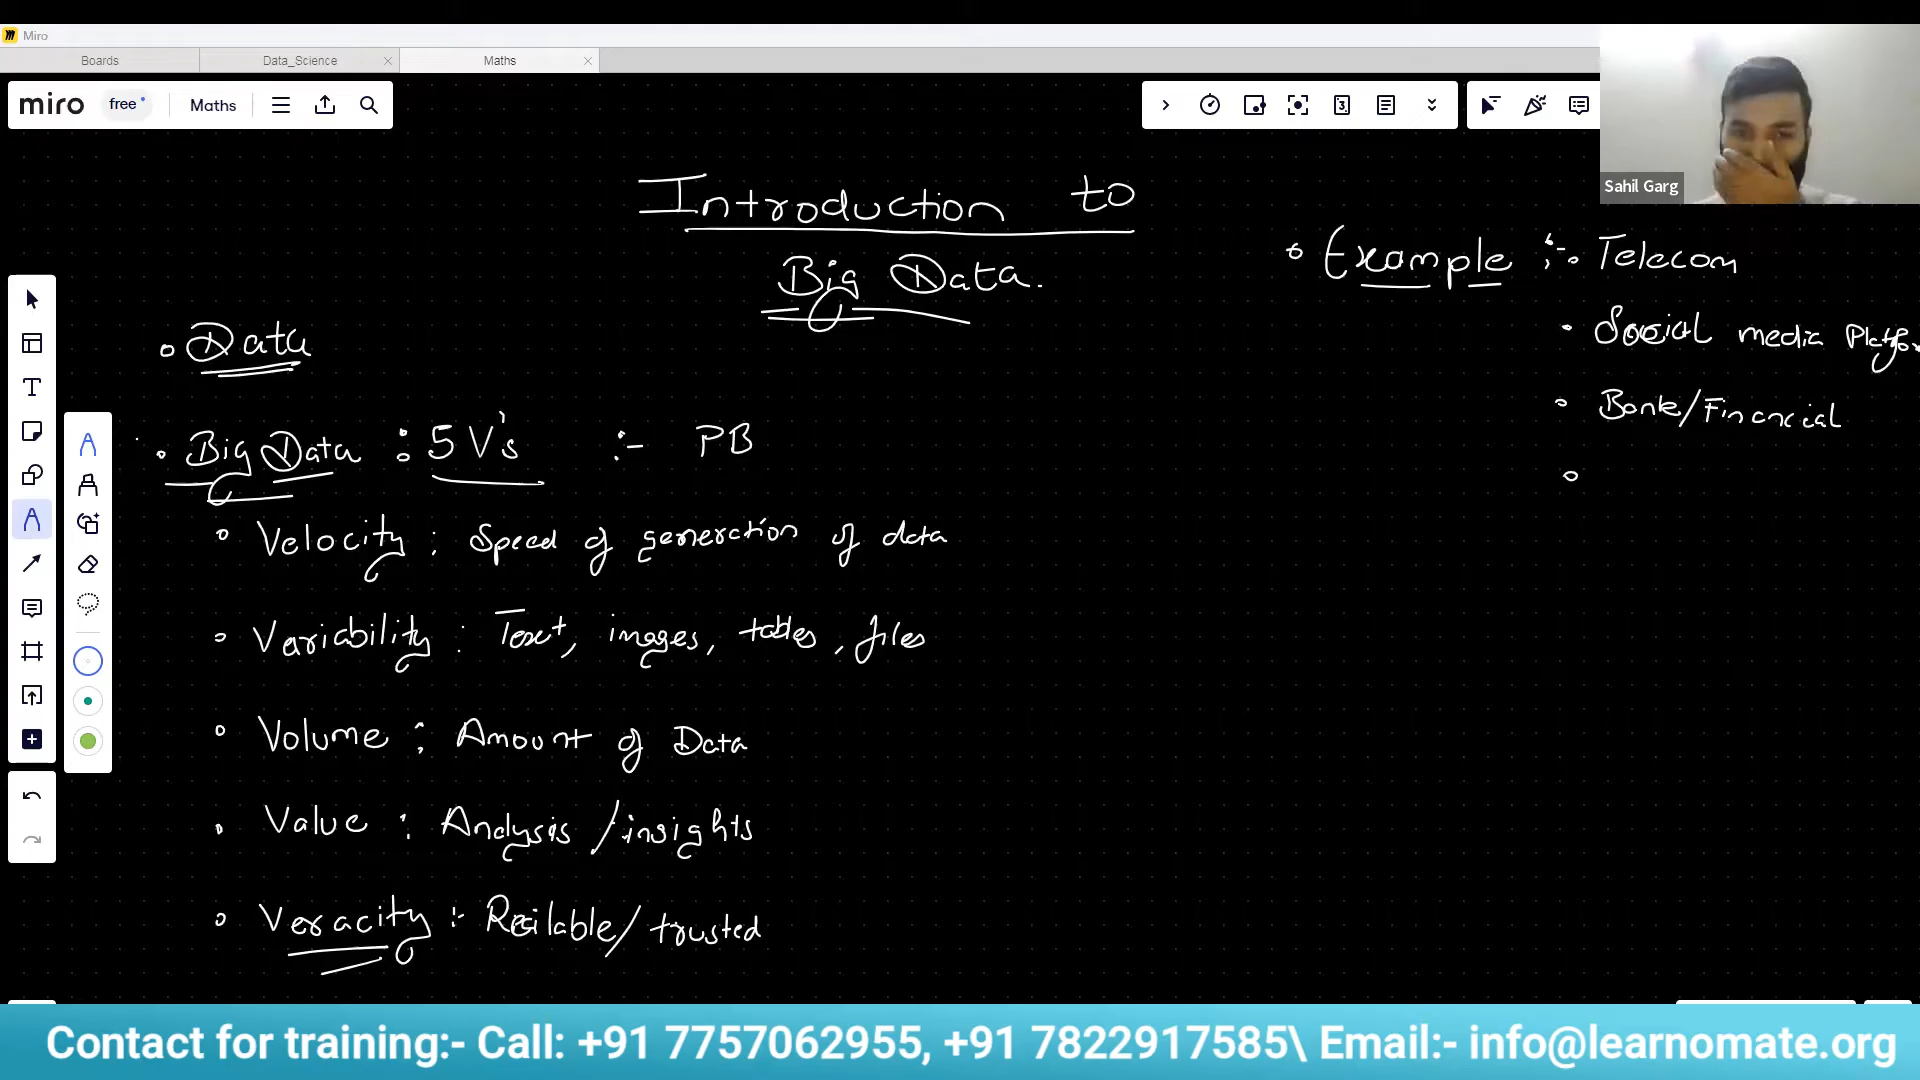 Miro
Boards
Data_Science
Maths
miro free Maths
Sahil Garg
Introduction to
Big Data.
• Data
• Big Data : 5 V's :- PB
• Velocity : Speed of generation of data
• Variability : Text, images, tables, files
• Volume : Amount of Data
• Value : Analysis /insights
• Veracity :- Reilable/ trusted
• Example :- • Telecom
• Social media Platfor
• Bank/Financial
Contact for training:- Call: +91 7757062955, +91 7822917585\ Email:- info@learnomate.org